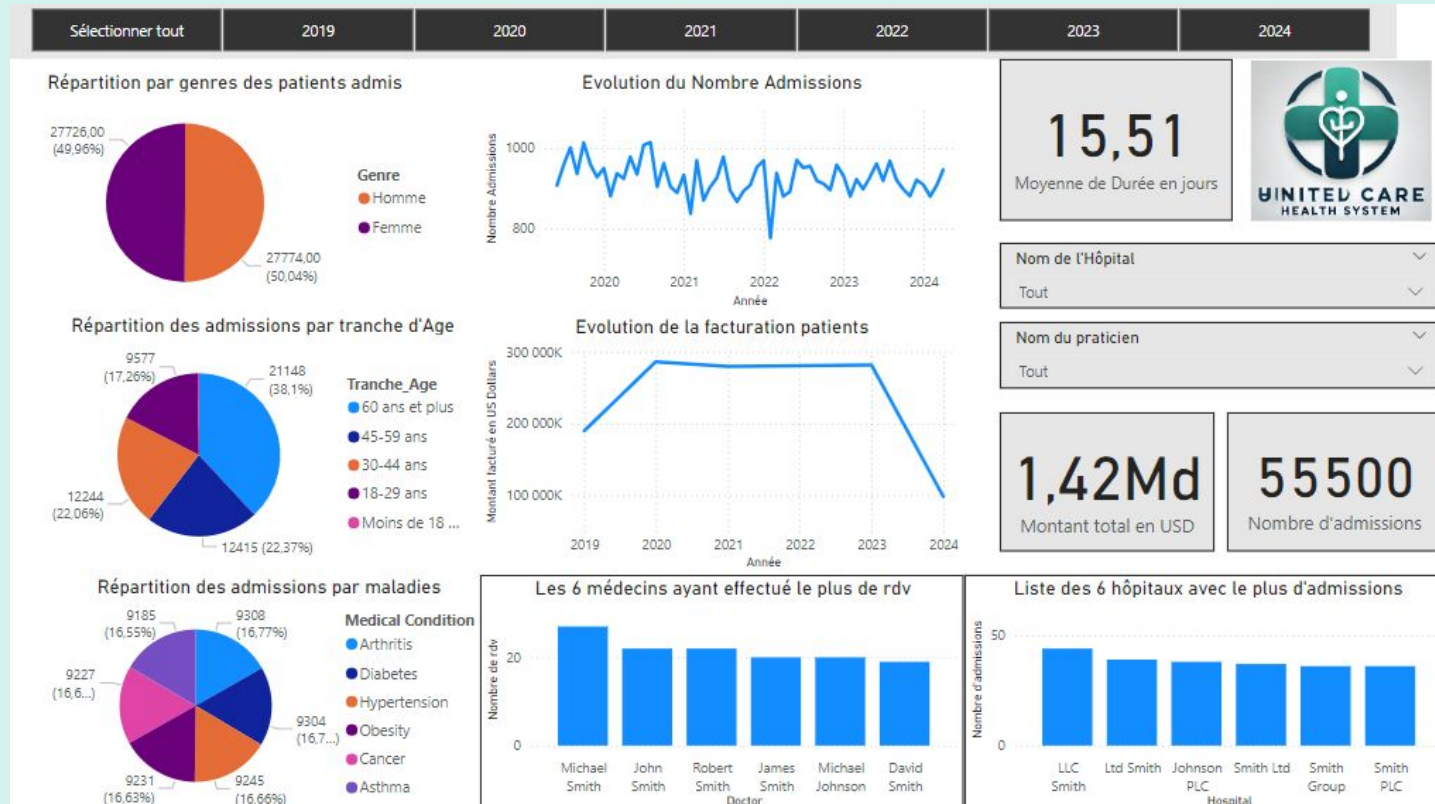 Sélectionner tout
2019
2020
2021
2022
2023
2024
Répartition par genres des patients admis
27726,00
(49,96%)
27774,00
(50,04%)
Genre
Homme
Femme
Evolution du Nombre Admissions
Nombre Admissions
1000
800
2020
2021
2022
2023
2024
Année
15,51
Moyenne de Durée en jours
UINITED CARE
HEALTH SYSTEM
Nom de l'Hôpital
Tout
Nom du praticien
Tout
Répartition des admissions par tranche d'Age
9577
(17,26%)
21148
(38,1%)
12244
(22,06%)
12415 (22,37%)
Tranche_Age
60 ans et plus
45-59 ans
30-44 ans
18-29 ans
Moins de 18 ...
Evolution de la facturation patients
Montant facturé en US Dollars
300 000K
200 000K
100 000K
2019
2020
2021
2022
2023
2024
Année
1,42Md
Montant total en USD
55500
Nombre d'admissions
Répartition des admissions par maladies
9185
(16,55%)
9308
(16,77%)
9227
(16,6...)
9304
(16,7...)
9231
(16,63%)
9245
(16,66%)
Medical Condition
Arthritis
Diabetes
Hypertension
Obesity
Cancer
Asthma
Les 6 médecins ayant effectué le plus de rdv
Nombre de rdv
20
0
Michael
Smith
John
Smith
Robert
Smith
James
Smith
Michael
Johnson
David
Smith
Doctor
Liste des 6 hôpitaux avec le plus d'admissions
Nombre d'admissions
50
0
LLC
Smith
Ltd Smith
Johnson
PLC
Smith Ltd
Smith
Group
Smith
PLC
Hospital